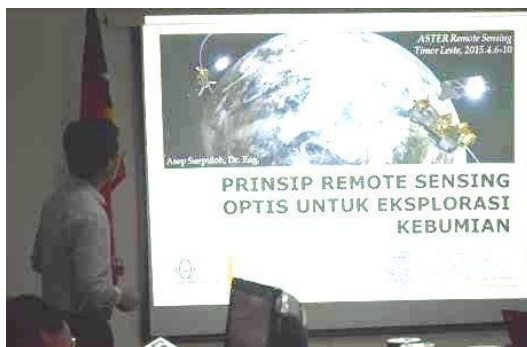 ASTER Remote Sensing
Timor Leste, 2015.4.6-10
Asep Saepuloh, Dr. Eng.
PRINSIP REMOTE SENSING
OPTIS UNTUK EKSPLORASI
KEBUMIAN